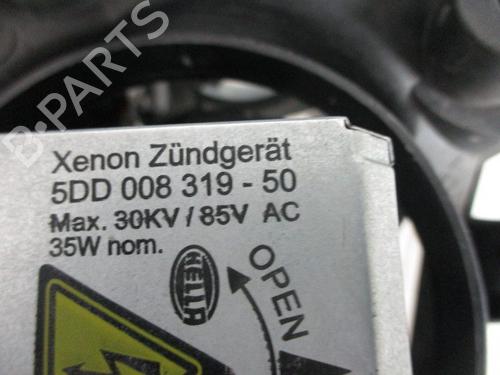 B-PARTS
Xenon Zündgerät
5DD 008 319 - 50
Max. 30KV / 85V AC
35W nom.
HELLA
OPEN